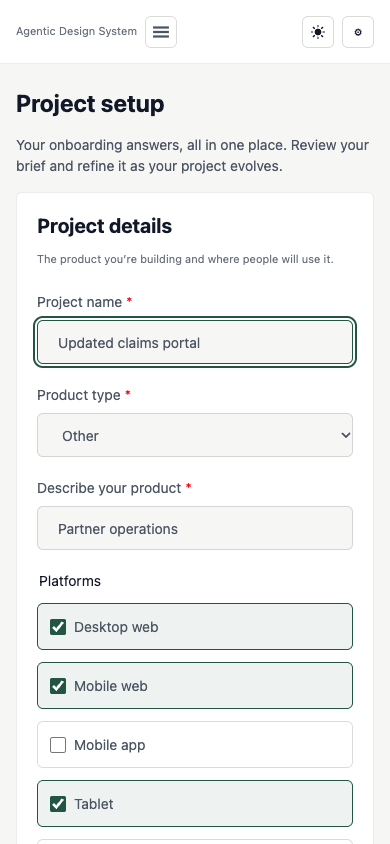 Agentic Design System
Project setup
Your onboarding answers, all in one place. Review your
brief and refine it as your project evolves.
Project details
The product you're building and where people will use it.
Project name *
Updated claims portal
Product type *
Other
Describe your product *
Partner operations
Platforms
Desktop web
Mobile web
Mobile app
Tablet